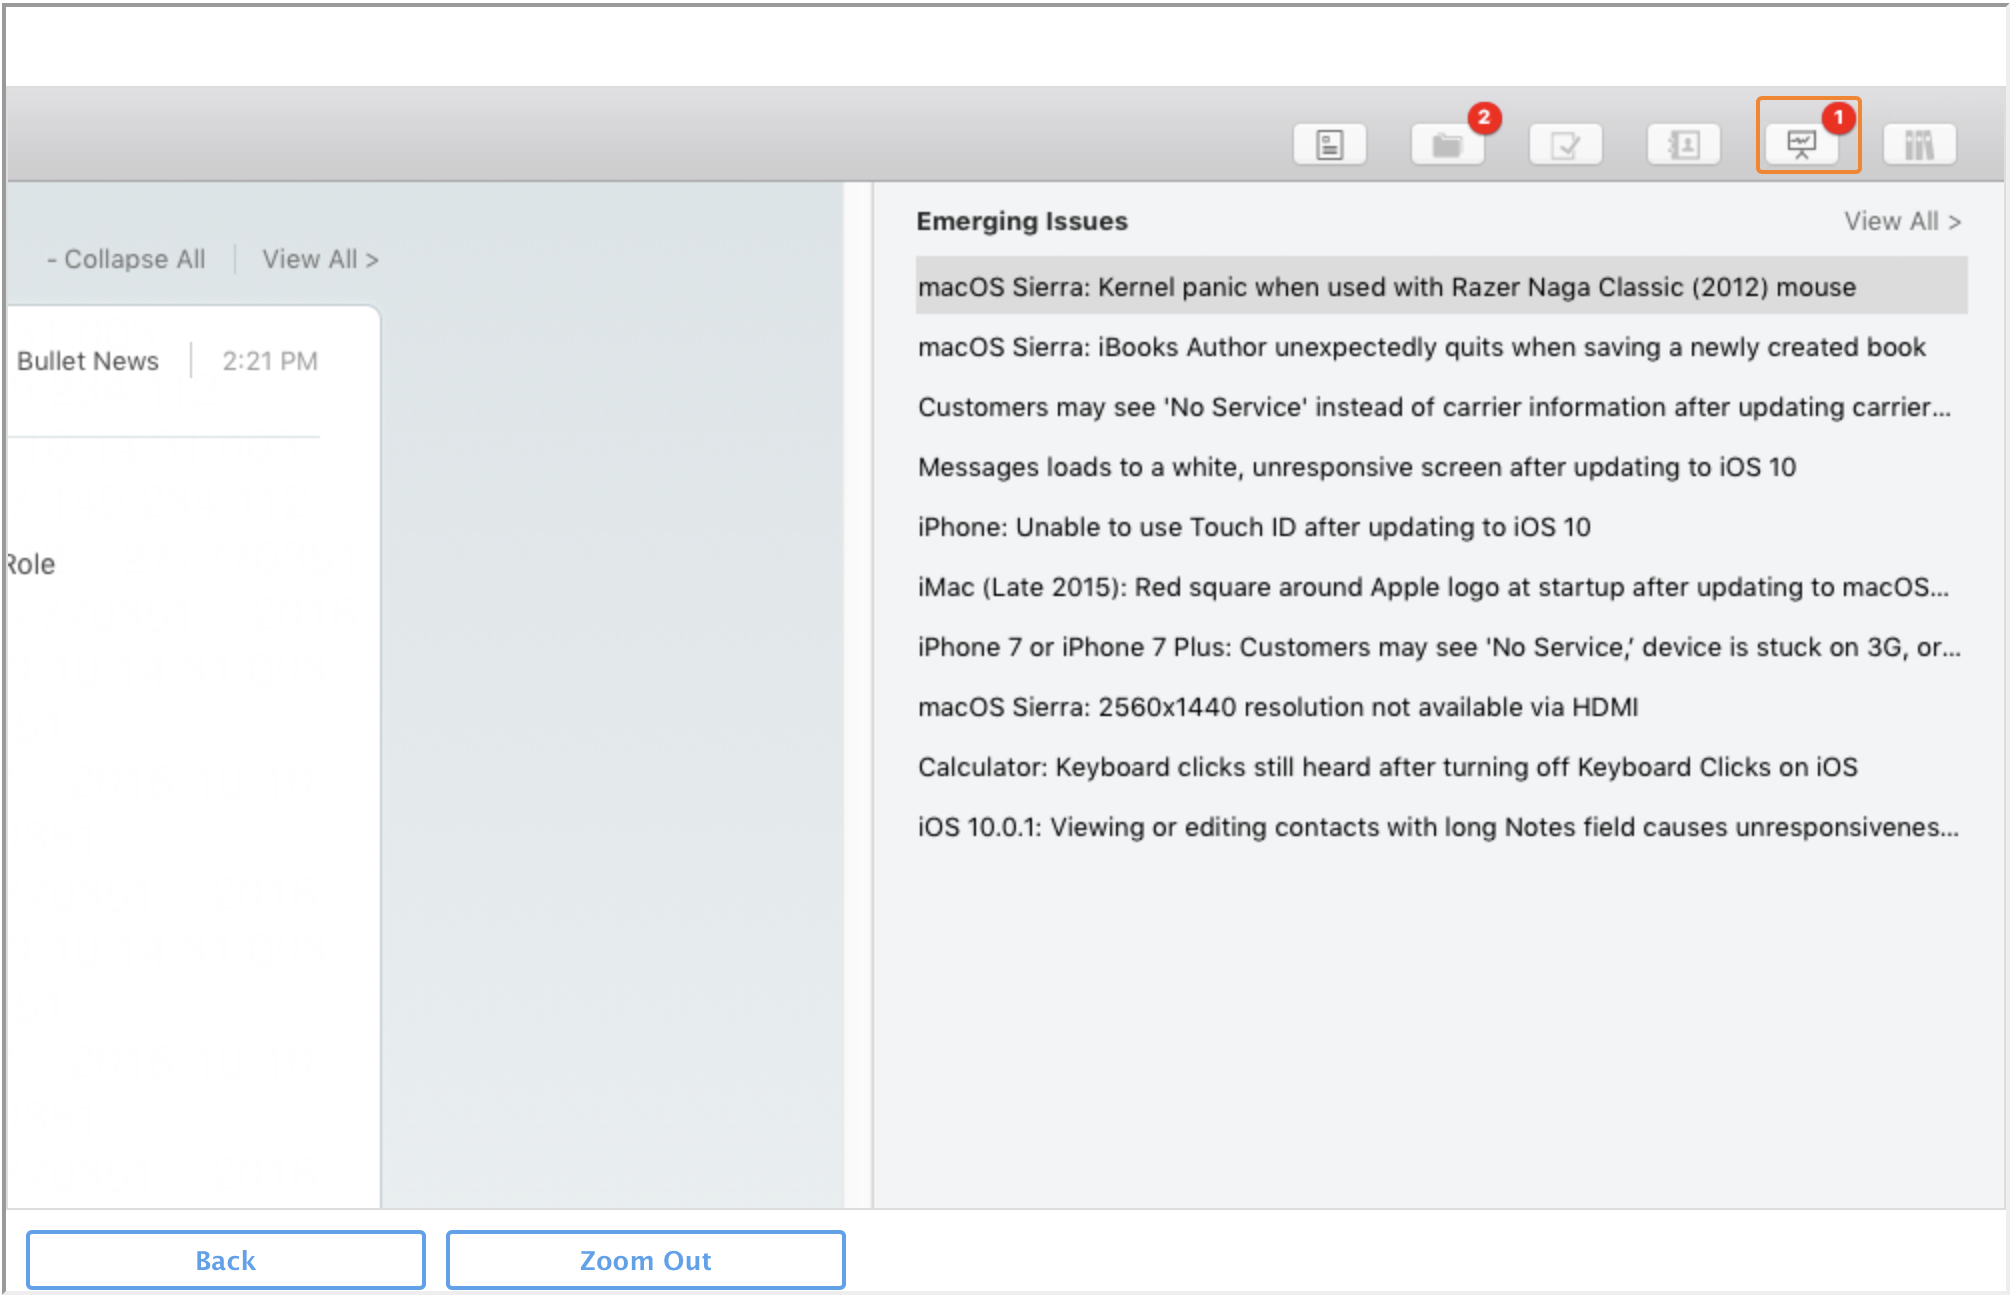 2
1
- Collapse All
View All >
Bullet News
2:21 PM
Role
Emerging Issues
View All >
macOS Sierra: Kernel panic when used with Razer Naga Classic (2012) mouse
macOS Sierra: iBooks Author unexpectedly quits when saving a newly created book
Customers may see 'No Service' instead of carrier information after updating carrier...
Messages loads to a white, unresponsive screen after updating to iOS 10
iPhone: Unable to use Touch ID after updating to iOS 10
iMac (Late 2015): Red square around Apple logo at startup after updating to macOS...
iPhone 7 or iPhone 7 Plus: Customers may see 'No Service,’ device is stuck on 3G, or...
macOS Sierra: 2560x1440 resolution not available via HDMI
Calculator: Keyboard clicks still heard after turning off Keyboard Clicks on iOS
iOS 10.0.1: Viewing or editing contacts with long Notes field causes unresponsivenes...
Back
Zoom Out